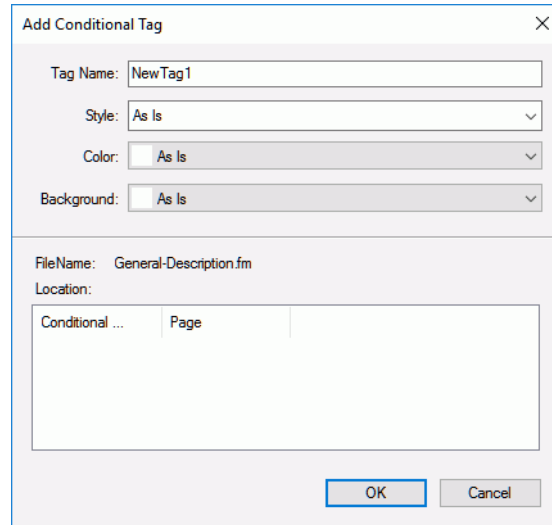 Add Conditional Tag
Tag Name: NewTag1
Style: As Is
Color: As Is
Background: As Is
FileName: General-Description.fm
Location:
Conditional ... Page
OK Cancel